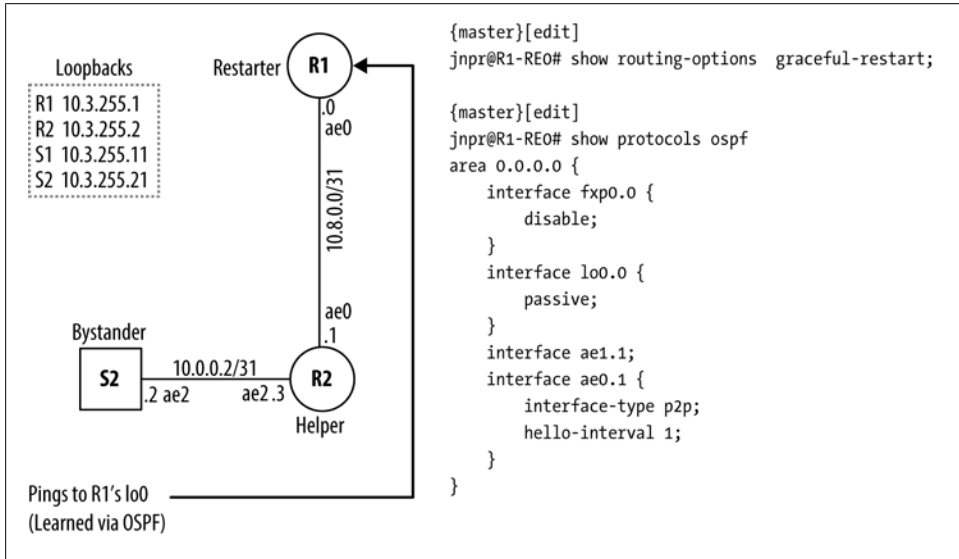 Loopbacks
R1 10.3.255.1
R2 10.3.255.2
S1 10.3.255.11
S2 10.3.255.21
Restarter
R1
.0
ae0
10.8.0.0/31
ae0
.1
Bystander
S2
10.0.0.2/31
.2 ae2
ae2.3
R2
Helper
Pings to R1's lo0
(Learned via OSPF)
{master}[edit]
jnpr@R1-RE0# show routing-options  graceful-restart;
{master}[edit]
jnpr@R1-RE0# show protocols ospf
area 0.0.0.0 {
    interface fxp0.0 {
        disable;
    }
    interface lo0.0 {
        passive;
    }
    interface ae1.1;
    interface ae0.1 {
        interface-type p2p;
        hello-interval 1;
    }
}